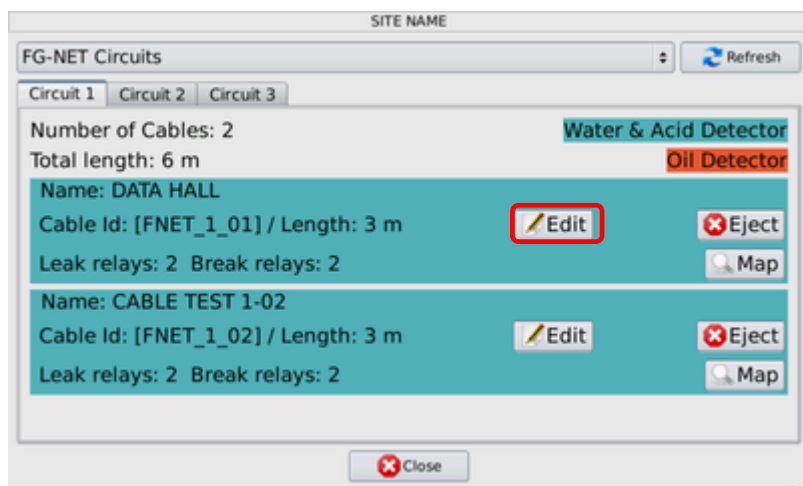 SITE NAME
FG-NET Circuits Refresh
Circuit 1 Circuit 2 Circuit 3
Number of Cables: 2 Water & Acid Detector
Total length: 6 m Oil Detector
Name: DATA HALL
Cable Id: [FNET_1_01] / Length: 3 m Edit Eject
Leak relays: 2 Break relays: 2 Map
Name: CABLE TEST 1-02
Cable Id: [FNET_1_02] / Length: 3 m Edit Eject
Leak relays: 2 Break relays: 2 Map
Close